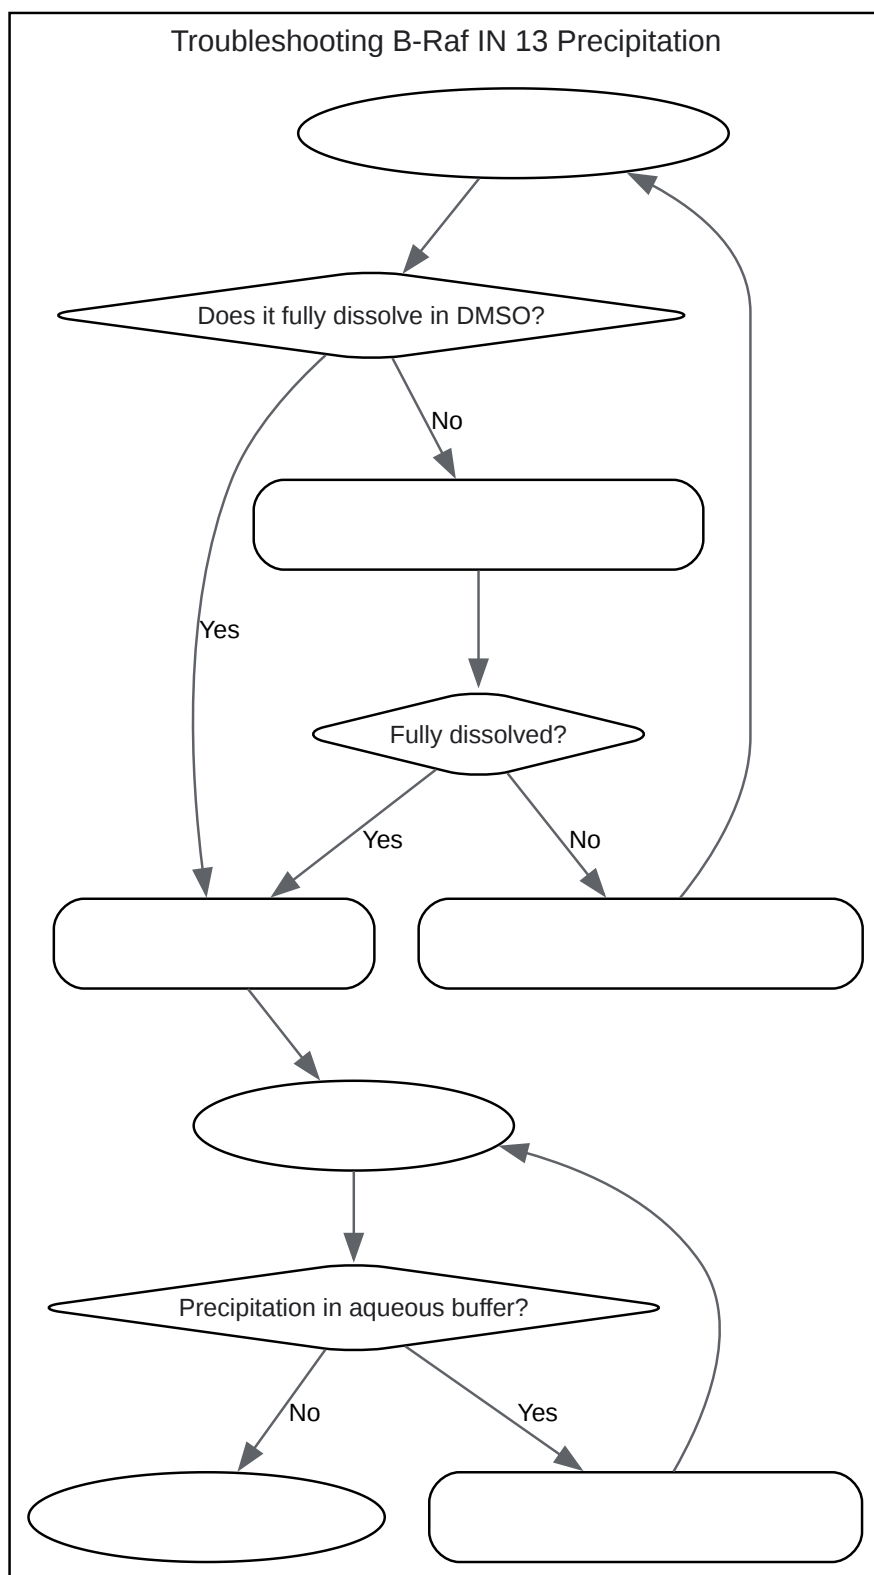 Troubleshooting B-Raf IN 13 Precipitation
Does it fully dissolve in DMSO?
No
Yes
Fully dissolved?
Yes
No
Precipitation in aqueous buffer?
No
Yes